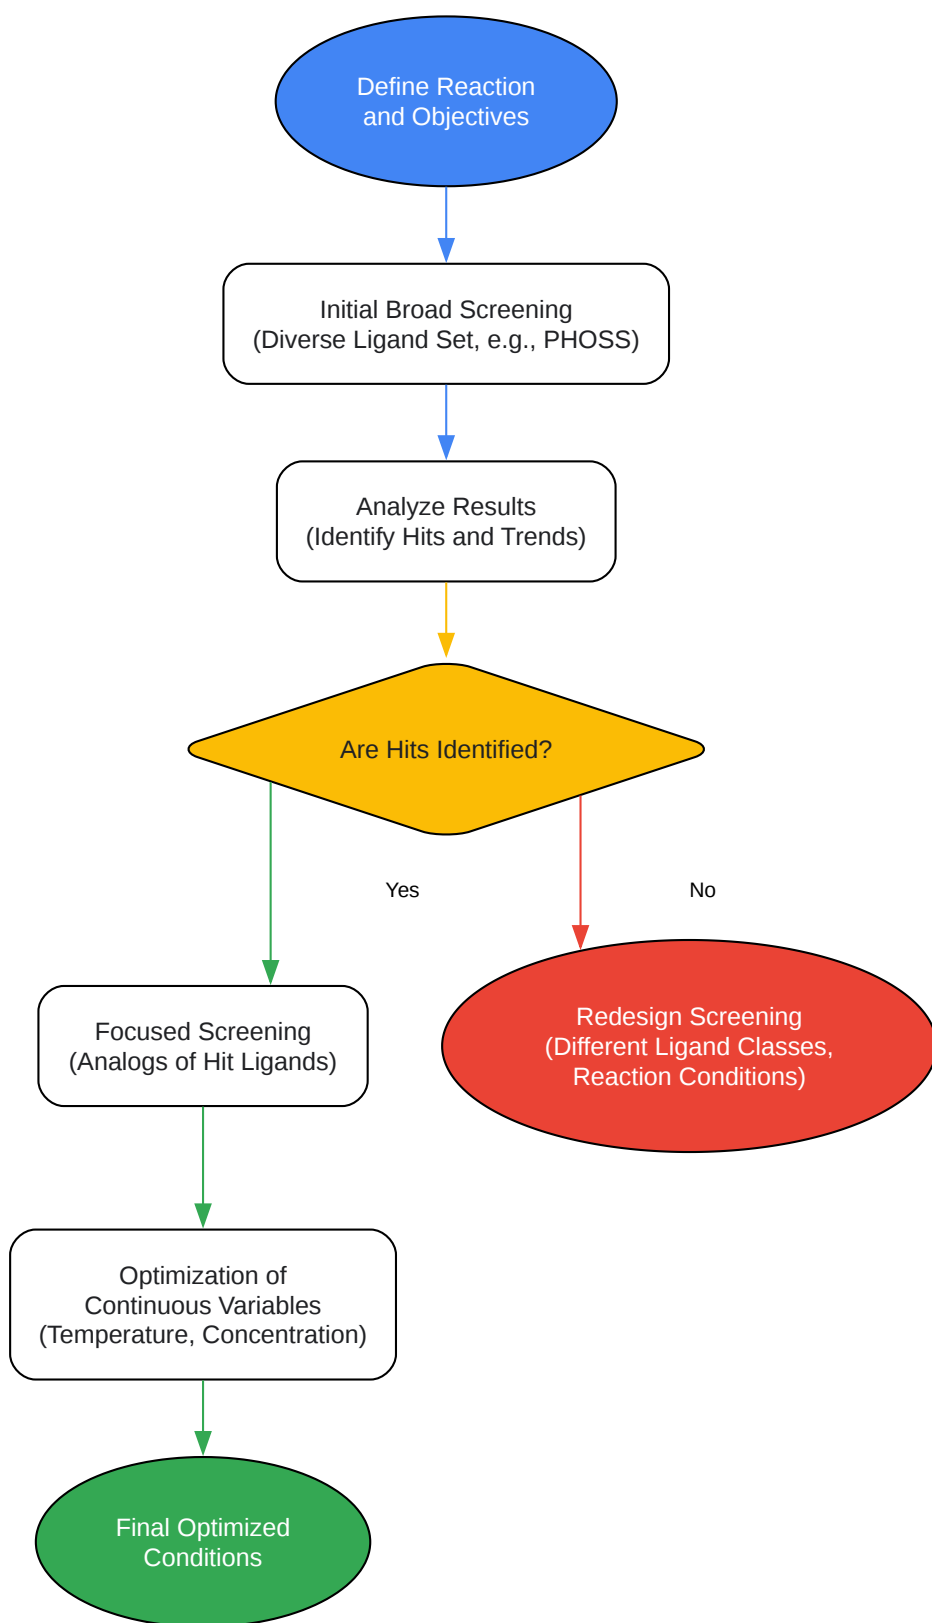 Define Reaction
and Objectives
Initial Broad Screening
(Diverse Ligand Set, e.g., PHOSS)
Analyze Results
(Identify Hits and Trends)
Are Hits Identified?
Yes
No
Focused Screening
(Analogs of Hit Ligands)
Redesign Screening
(Different Ligand Classes,
Reaction Conditions)
Optimization of
Continuous Variables
(Temperature, Concentration)
Final Optimized
Conditions